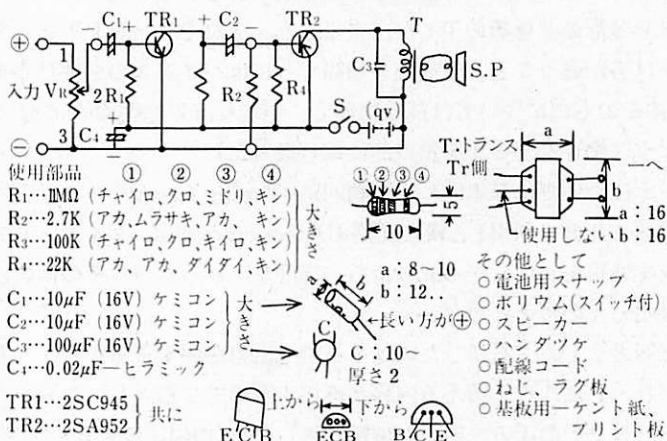 C₁ + TR₁ + C₂ − TR₂ T
⊕ 1 C₃ S.P
入力 VR 2 R₁ R₂ R₄
⊖ 3 C₄ S (qv)
使用部品 ① ② ③ ④
R₁…1MΩ (チャイロ、クロ、ミドリ、キン)
R₂…2.7K (アカ、ムラサキ、アカ、キン)
R₃…100K (チャイロ、クロ、キイロ、キン)
R₄…22K (アカ、アカ、ダイダイ、キン)
大きさ
① ② ③ ④
5
10
T:トランス
Tr側
a
b
a:16
使用しない b:16
C₁…10μF (16V) ケミコン
C₂…10μF (16V) ケミコン
C₃…100μF (16V) ケミコン
C₄…0.02μF―ヒラミック
大きさ
a:8~10
b:12..
a b
←長い方が⊕
C
C:10~
厚さ2
その他として
○電池用スナップ
○ボリウム(スイッチ付)
○スピーカー
○ハンダツケ
○配線コード
○ねじ、ラグ板
○基板用ーケント紙、
プリント板
TR1…2SC945
TR2…2SA952
共に
E C B
上から
E C B
下から
B C E